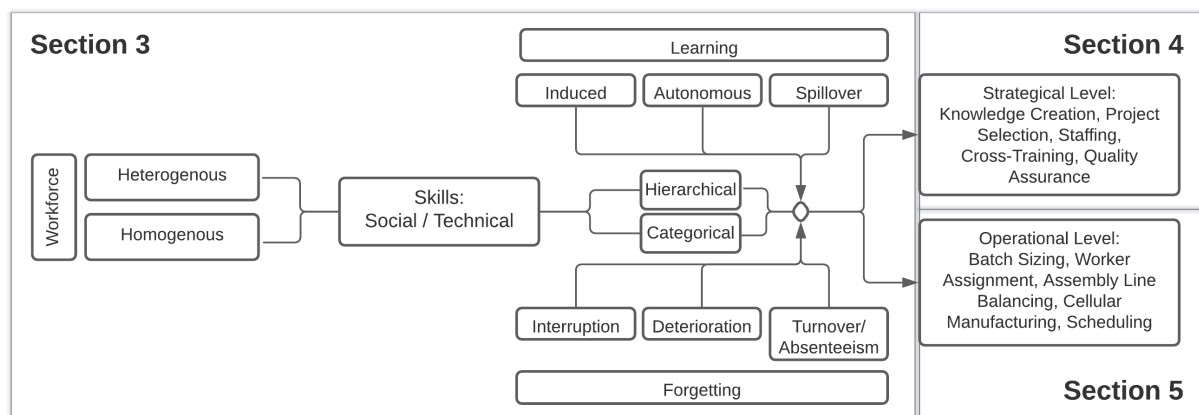 Section 3
Learning
Induced
Autonomous
Spillover
Workforce
Heterogenous
Homogenous
Skills:
Social / Technical
Hierarchical
Categorical
Interruption
Deterioration
Turnover/
Absenteeism
Forgetting
Section 4
Strategical Level:
Knowledge Creation, Project
Selection, Staffing,
Cross-Training, Quality
Assurance
Operational Level:
Batch Sizing, Worker
Assignment, Assembly Line
Balancing, Cellular
Manufacturing, Scheduling
Section 5